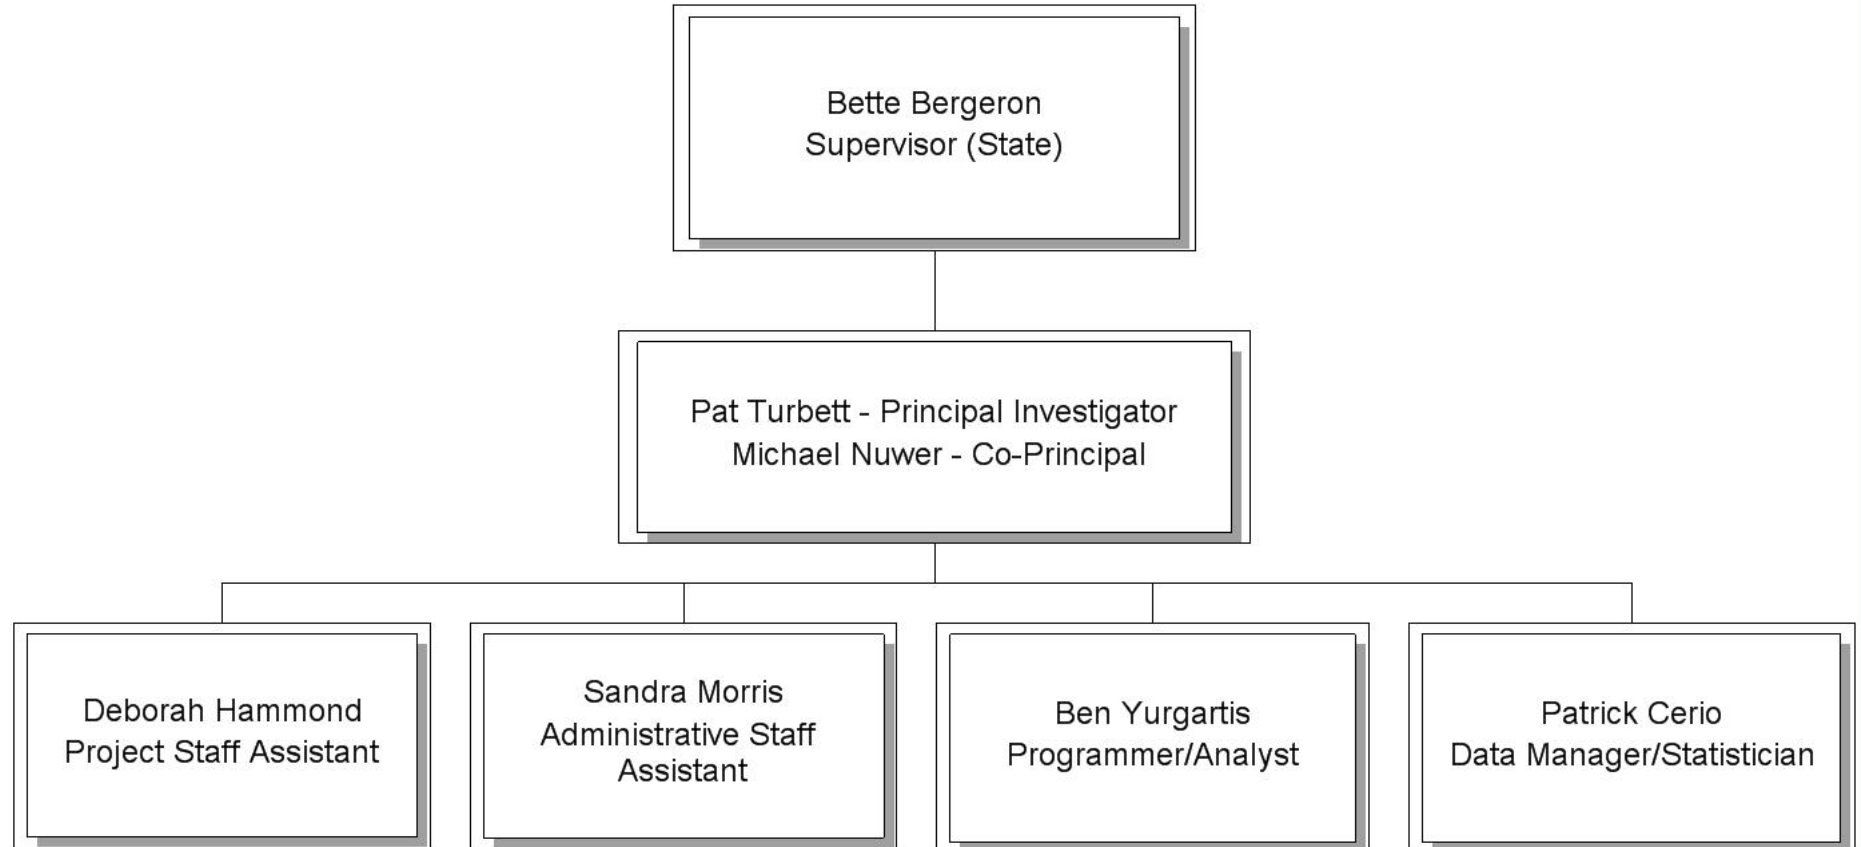 Bette Bergeron
Supervisor (State)
Pat Turbett - Principal Investigator
Michael Nuwer - Co-Principal
Deborah Hammond
Project Staff Assistant
Sandra Morris
Administrative Staff
Assistant
Ben Yurgartis
Programmer/Analyst
Patrick Cerio
Data Manager/Statistician